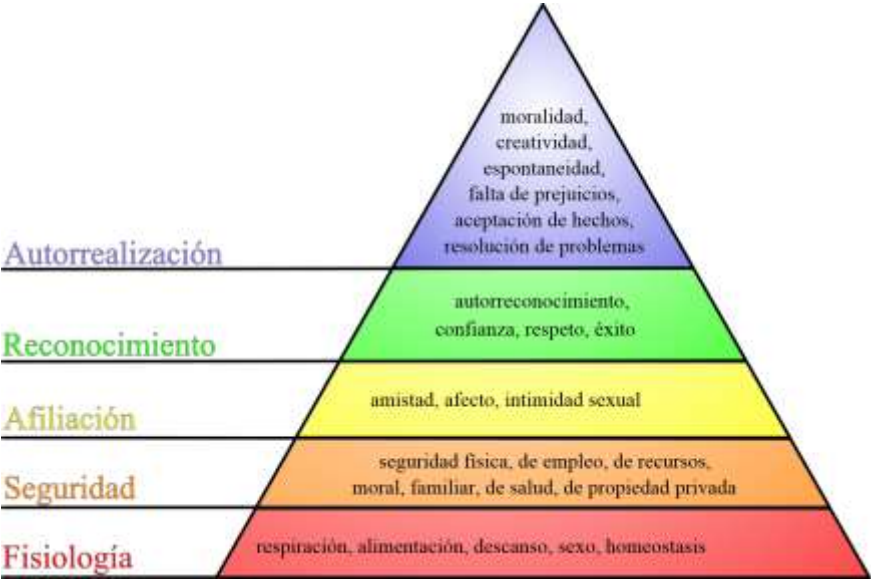 moralidad,
creatividad,
espontaneidad,
falta de prejuicios,
aceptación de hechos,
resolución de problemas
Autorrealización
autorreconocimiento,
confianza, respeto, éxito
Reconocimiento
amistad, afecto, intimidad sexual
Afiliación
seguridad física, de empleo, de recursos,
moral, familiar, de salud, de propiedad privada
Seguridad
respiración, alimentación, descanso, sexo, homeostasis
Fisiología